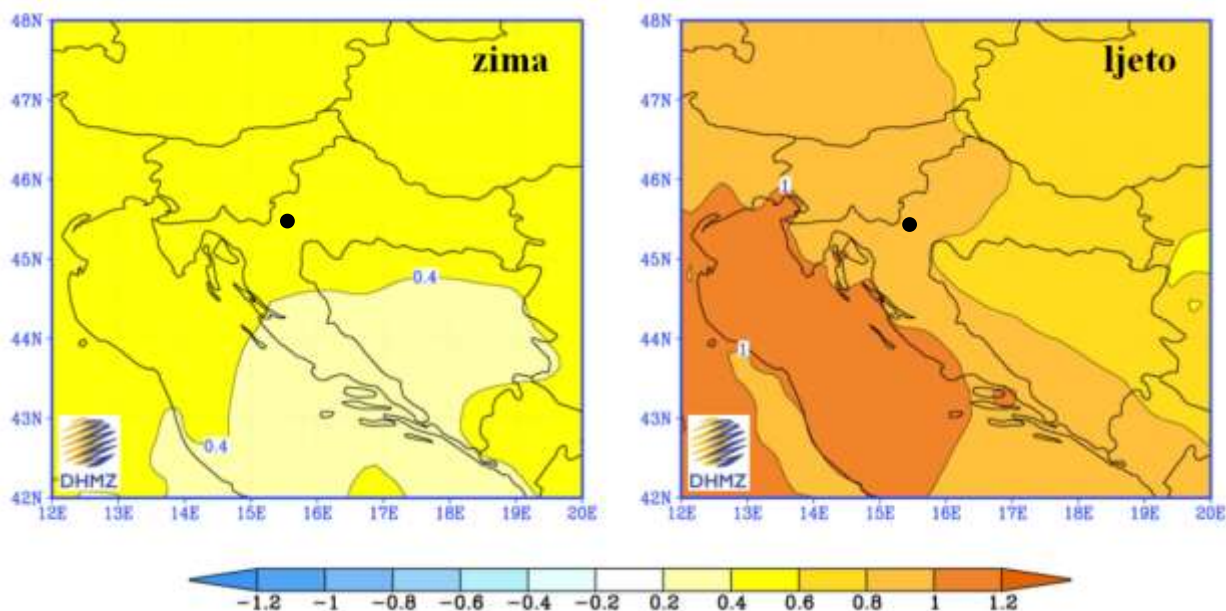 48N
47N
46N
45N
44N
43N
42N
zima
0.4
0.4
DHMZ
12E 13E 14E 15E 16E 17E 18E 19E 20E
48N
47N
46N
45N
44N
43N
42N
ljeto
1
1
DHMZ
12E 13E 14E 15E 16E 17E 18E 19E 20E
-1.2 -1 -0.8 -0.6 -0.4 -0.2 0.2 0.4 0.6 0.8 1 1.2